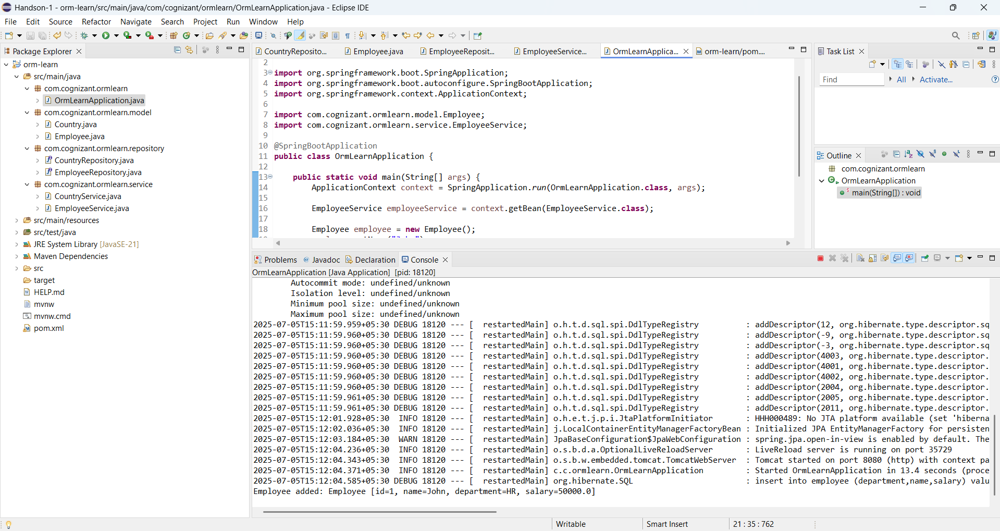 Handson-1 - orm-learn/src/main/java/com/cognizant/ormlearn/OrmLearnApplication.java - Eclipse IDE
File Edit Source Refactor Navigate Search Project Run Window Help
Package Explorer
orm-learn
src/main/java
com.cognizant.ormlearn
OrmLearnApplication.java
com.cognizant.ormlearn.model
Country.java
Employee.java
com.cognizant.ormlearn.repository
CountryRepository.java
EmployeeRepository.java
com.cognizant.ormlearn.service
CountryService.java
EmployeeService.java
src/main/resources
src/test/java
JRE System Library [JavaSE-21]
Maven Dependencies
src
target
HELP.md
mvnw
mvnw.cmd
pom.xml
CountryReposito... Employee.java EmployeeReposit... EmployeeService... OrmLearnApplica... orm-learn/pom....
2
3 import org.springframework.boot.SpringApplication;
4 import org.springframework.boot.autoconfigure.SpringBootApplication;
5 import org.springframework.context.ApplicationContext;
6
7 import com.cognizant.ormlearn.model.Employee;
8 import com.cognizant.ormlearn.service.EmployeeService;
9
10 @SpringBootApplication
11 public class OrmLearnApplication {
12
13 public static void main(String[] args) {
14 ApplicationContext context = SpringApplication.run(OrmLearnApplication.class, args);
15
16 EmployeeService employeeService = context.getBean(EmployeeService.class);
17
18 Employee employee = new Employee();
Task List
Find All Activate...
Outline
com.cognizant.ormlearn
OrmLearnApplication
main(String[]) : void
Problems Javadoc Declaration Console
OrmLearnApplication [Java Application] [pid: 18120]
Autocommit mode: undefined/unknown
Isolation level: undefined/unknown
Minimum pool size: undefined/unknown
Maximum pool size: undefined/unknown
2025-07-05T15:11:59.959+05:30 DEBUG 18120 --- [ restartedMain] o.h.t.d.sql.spi.DdlTypeRegistry : addDescriptor(12, org.hibernate.type.descriptor.sq
2025-07-05T15:11:59.960+05:30 DEBUG 18120 --- [ restartedMain] o.h.t.d.sql.spi.DdlTypeRegistry : addDescriptor(-9, org.hibernate.type.descriptor.sq
2025-07-05T15:11:59.960+05:30 DEBUG 18120 --- [ restartedMain] o.h.t.d.sql.spi.DdlTypeRegistry : addDescriptor(-3, org.hibernate.type.descriptor.sq
2025-07-05T15:11:59.960+05:30 DEBUG 18120 --- [ restartedMain] o.h.t.d.sql.spi.DdlTypeRegistry : addDescriptor(4003, org.hibernate.type.descriptor.
2025-07-05T15:11:59.960+05:30 DEBUG 18120 --- [ restartedMain] o.h.t.d.sql.spi.DdlTypeRegistry : addDescriptor(4001, org.hibernate.type.descriptor.
2025-07-05T15:11:59.960+05:30 DEBUG 18120 --- [ restartedMain] o.h.t.d.sql.spi.DdlTypeRegistry : addDescriptor(4002, org.hibernate.type.descriptor.
2025-07-05T15:11:59.960+05:30 DEBUG 18120 --- [ restartedMain] o.h.t.d.sql.spi.DdlTypeRegistry : addDescriptor(2004, org.hibernate.type.descriptor.
2025-07-05T15:11:59.961+05:30 DEBUG 18120 --- [ restartedMain] o.h.t.d.sql.spi.DdlTypeRegistry : addDescriptor(2005, org.hibernate.type.descriptor.
2025-07-05T15:11:59.961+05:30 DEBUG 18120 --- [ restartedMain] o.h.t.d.sql.spi.DdlTypeRegistry : addDescriptor(2011, org.hibernate.type.descriptor.
2025-07-05T15:12:01.928+05:30 INFO 18120 --- [ restartedMain] o.h.e.t.j.p.i.JtaPlatformInitiator : HHH000489: No JTA platform available (set 'hiberna
2025-07-05T15:12:02.036+05:30 INFO 18120 --- [ restartedMain] j.LocalContainerEntityManagerFactoryBean : Initialized JPA EntityManagerFactory for persisten
2025-07-05T15:12:03.184+05:30 WARN 18120 --- [ restartedMain] JpaBaseConfiguration$JpaWebConfiguration : spring.jpa.open-in-view is enabled by default. The
2025-07-05T15:12:04.236+05:30 INFO 18120 --- [ restartedMain] o.s.b.d.a.OptionalLiveReloadServer : LiveReload server is running on port 35729
2025-07-05T15:12:04.343+05:30 INFO 18120 --- [ restartedMain] o.s.b.w.embedded.tomcat.TomcatWebServer : Tomcat started on port 8080 (http) with context pa
2025-07-05T15:12:04.371+05:30 INFO 18120 --- [ restartedMain] c.c.ormlearn.OrmLearnApplication : Started OrmLearnApplication in 13.4 seconds (proce
2025-07-05T15:12:04.585+05:30 DEBUG 18120 --- [ restartedMain] org.hibernate.SQL : insert into employee (department,name,salary) valu
Employee added: Employee [id=1, name=John, department=HR, salary=50000.0]
Writable Smart Insert 21 : 35 : 762